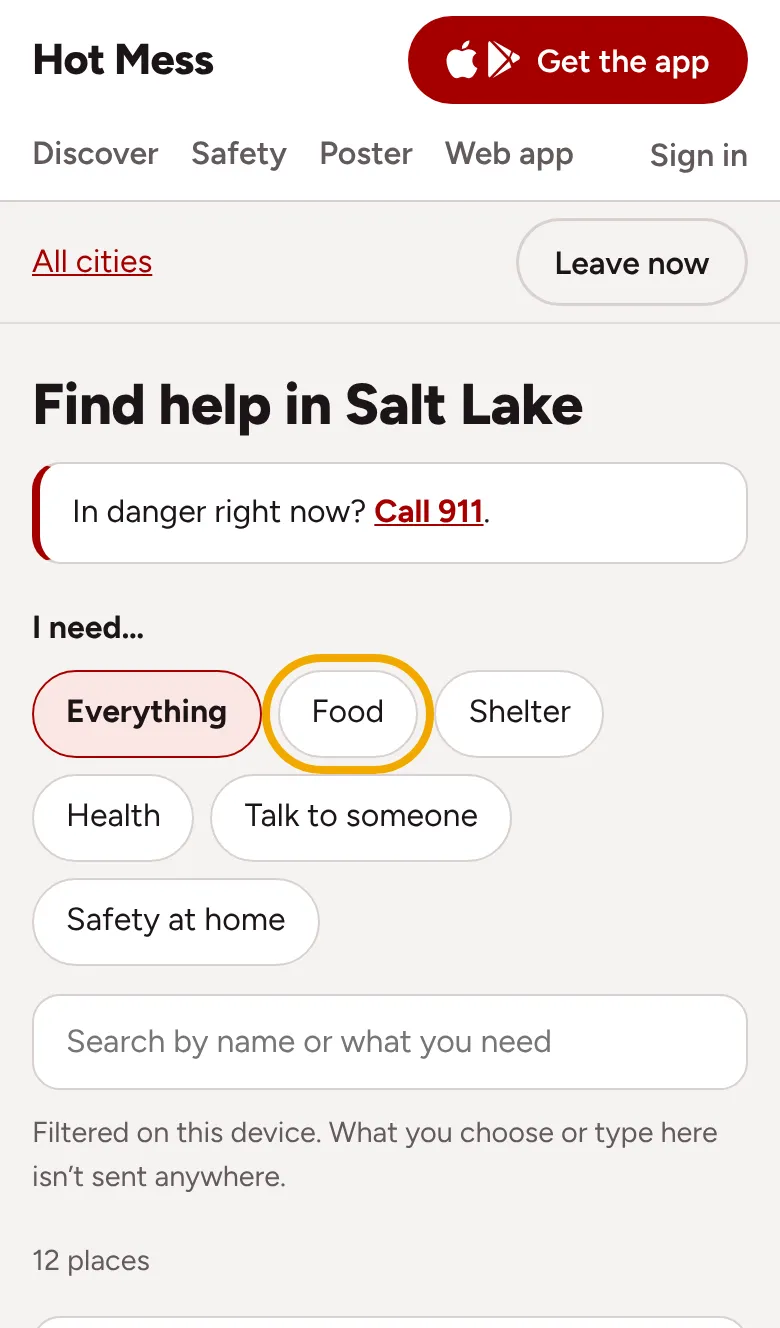 Hot Mess
Get the app
Discover Safety Poster Web app Sign in
All cities
Leave now
Find help in Salt Lake
In danger right now? Call 911.
I need...
Everything Food Shelter
Health Talk to someone
Safety at home
Search by name or what you need
Filtered on this device. What you choose or type here
isn’t sent anywhere.
12 places